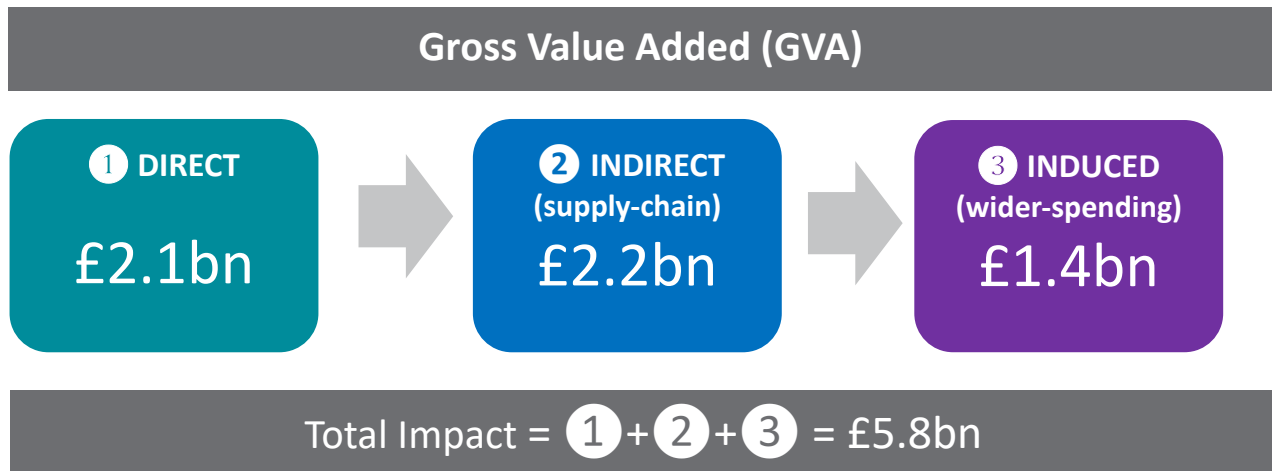 Gross Value Added (GVA)
1 DIRECT
£2.1bn
2 INDIRECT
(supply-chain)
£2.2bn
3 INDUCED
(wider-spending)
£1.4bn
Total Impact = 1 + 2 + 3 = £5.8bn